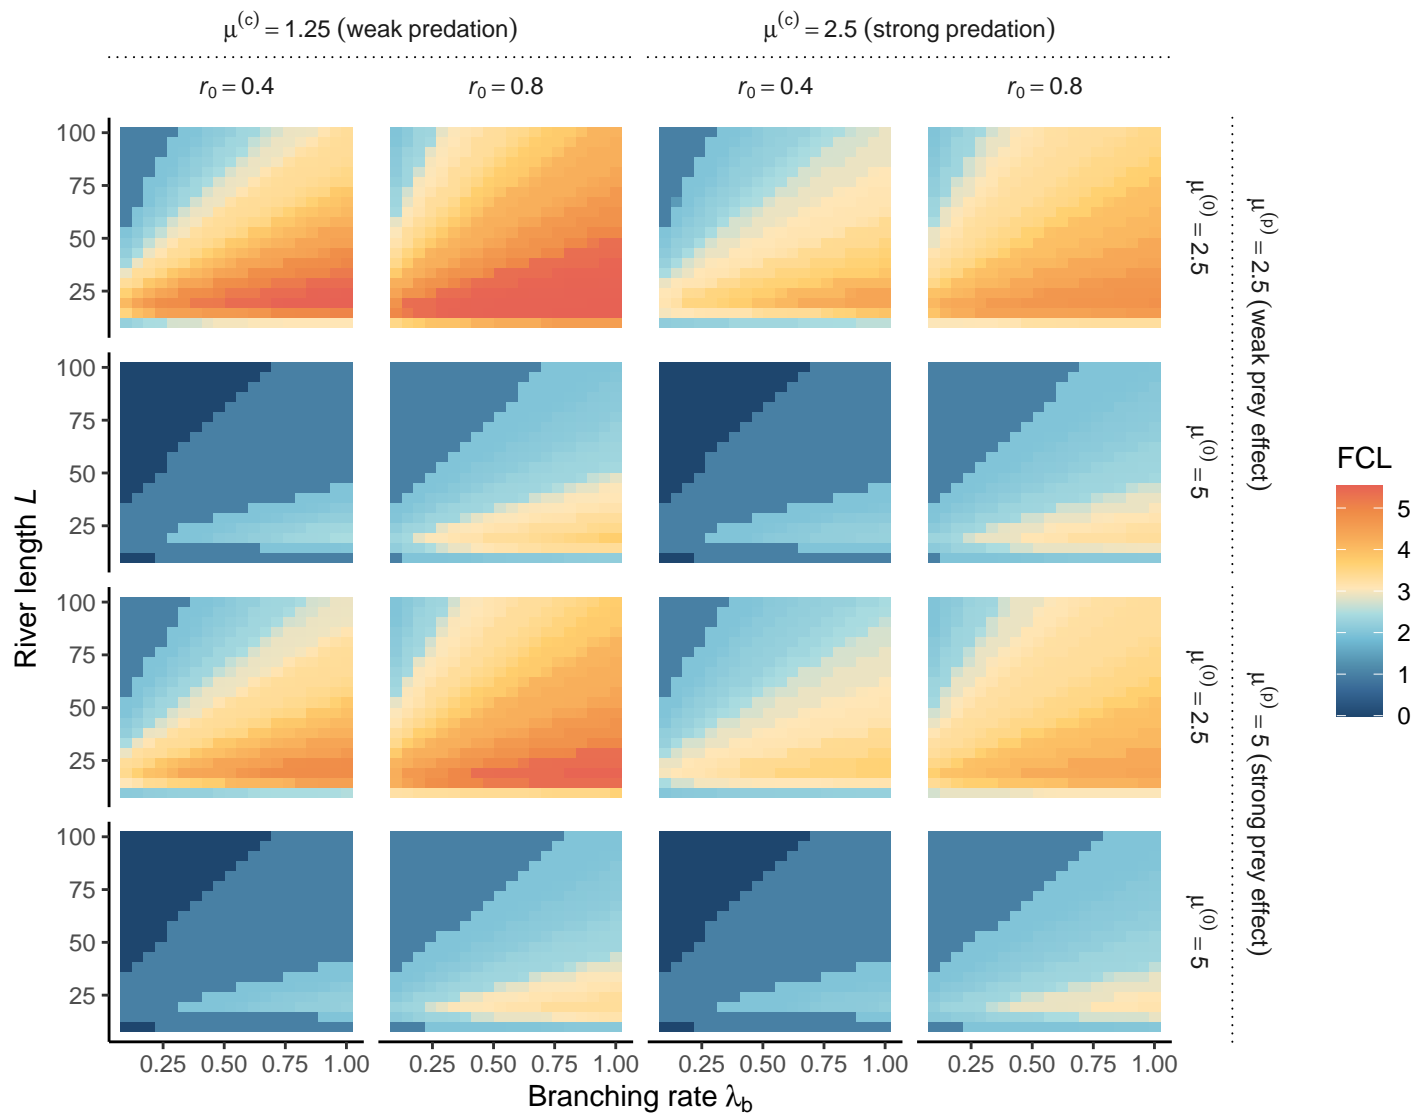 μ(c) = 1.25 (weak predation) μ(c) = 2.5 (strong predation)
r0 = 0.4 r0 = 0.8 r0 = 0.4 r0 = 0.8
100
75
50
25
100
75
50
25
100
75
50
25
100
75
50
25
River length L
μ(0) = 2.5
μ(0) = 5
μ(0) = 2.5
μ(0) = 5
μ(p) = 2.5 (weak prey effect)
μ(p) = 5 (strong prey effect)
FCL
5
4
3
2
1
0
0.25 0.50 0.75 1.00 0.25 0.50 0.75 1.00 0.25 0.50 0.75 1.00 0.25 0.50 0.75 1.00
Branching rate λb